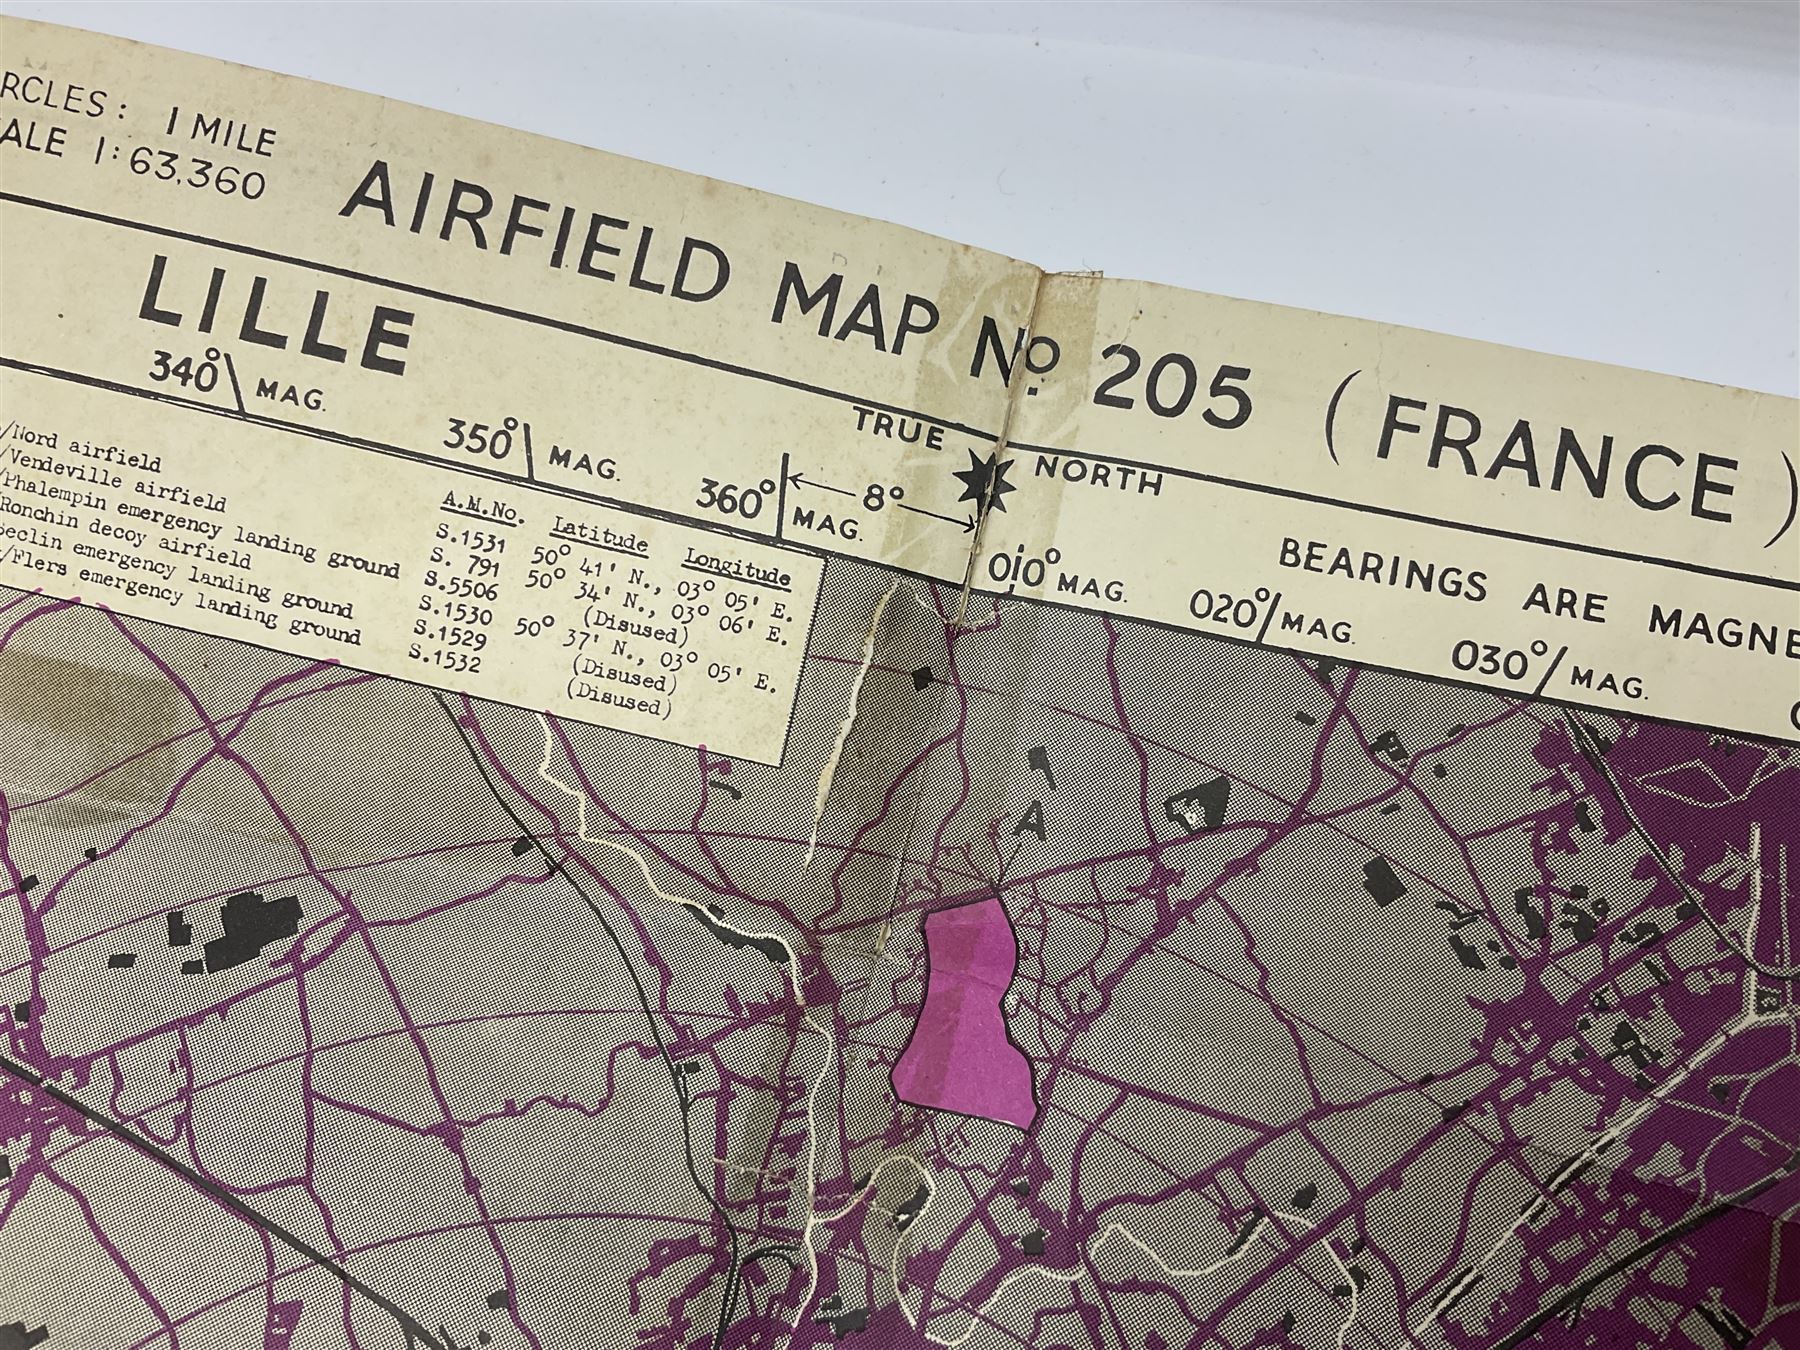 RCLES: 1 MILE
ALE 1:63,360
AIRFIELD MAP No. 205 (FRANCE)
LILLE
TRUE NORTH
BEARINGS ARE MAGNE
340° MAG.
350° MAG.
360° MAG.
8°
010° MAG.
020° MAG.
030° MAG.
A.M.No. Latitude Longitude
/Nord airfield S.1531 50° 41' N., 03° 05' E.
/Vendeville airfield S. 791 50° 34' N., 03° 06' E.
/Phalempin emergency landing ground S.5506 (Disused)
Ronchin decoy airfield S.1530 50° 37' N., 03° 05' E.
Seclin emergency landing ground S.1529 (Disused)
/Flers emergency landing ground S.1532 (Disused)
A